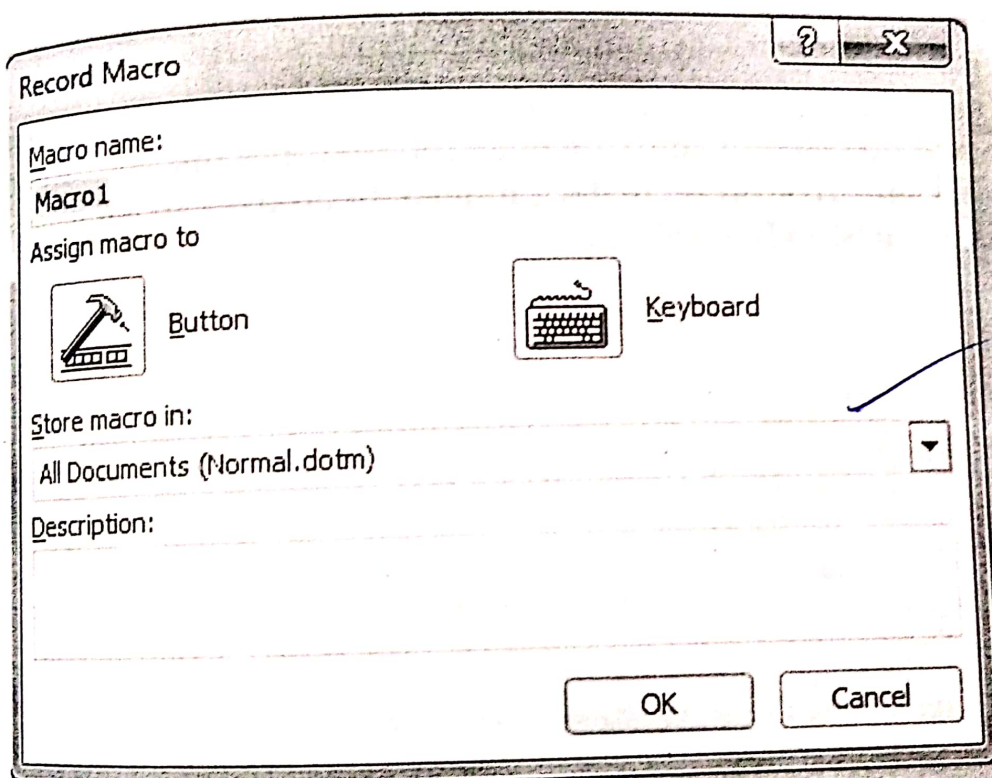 Record Macro
Macro name:
Macro1
Assign macro to
Button
Keyboard
Store macro in:
All Documents (Normal.dotm)
Description:
OK
Cancel